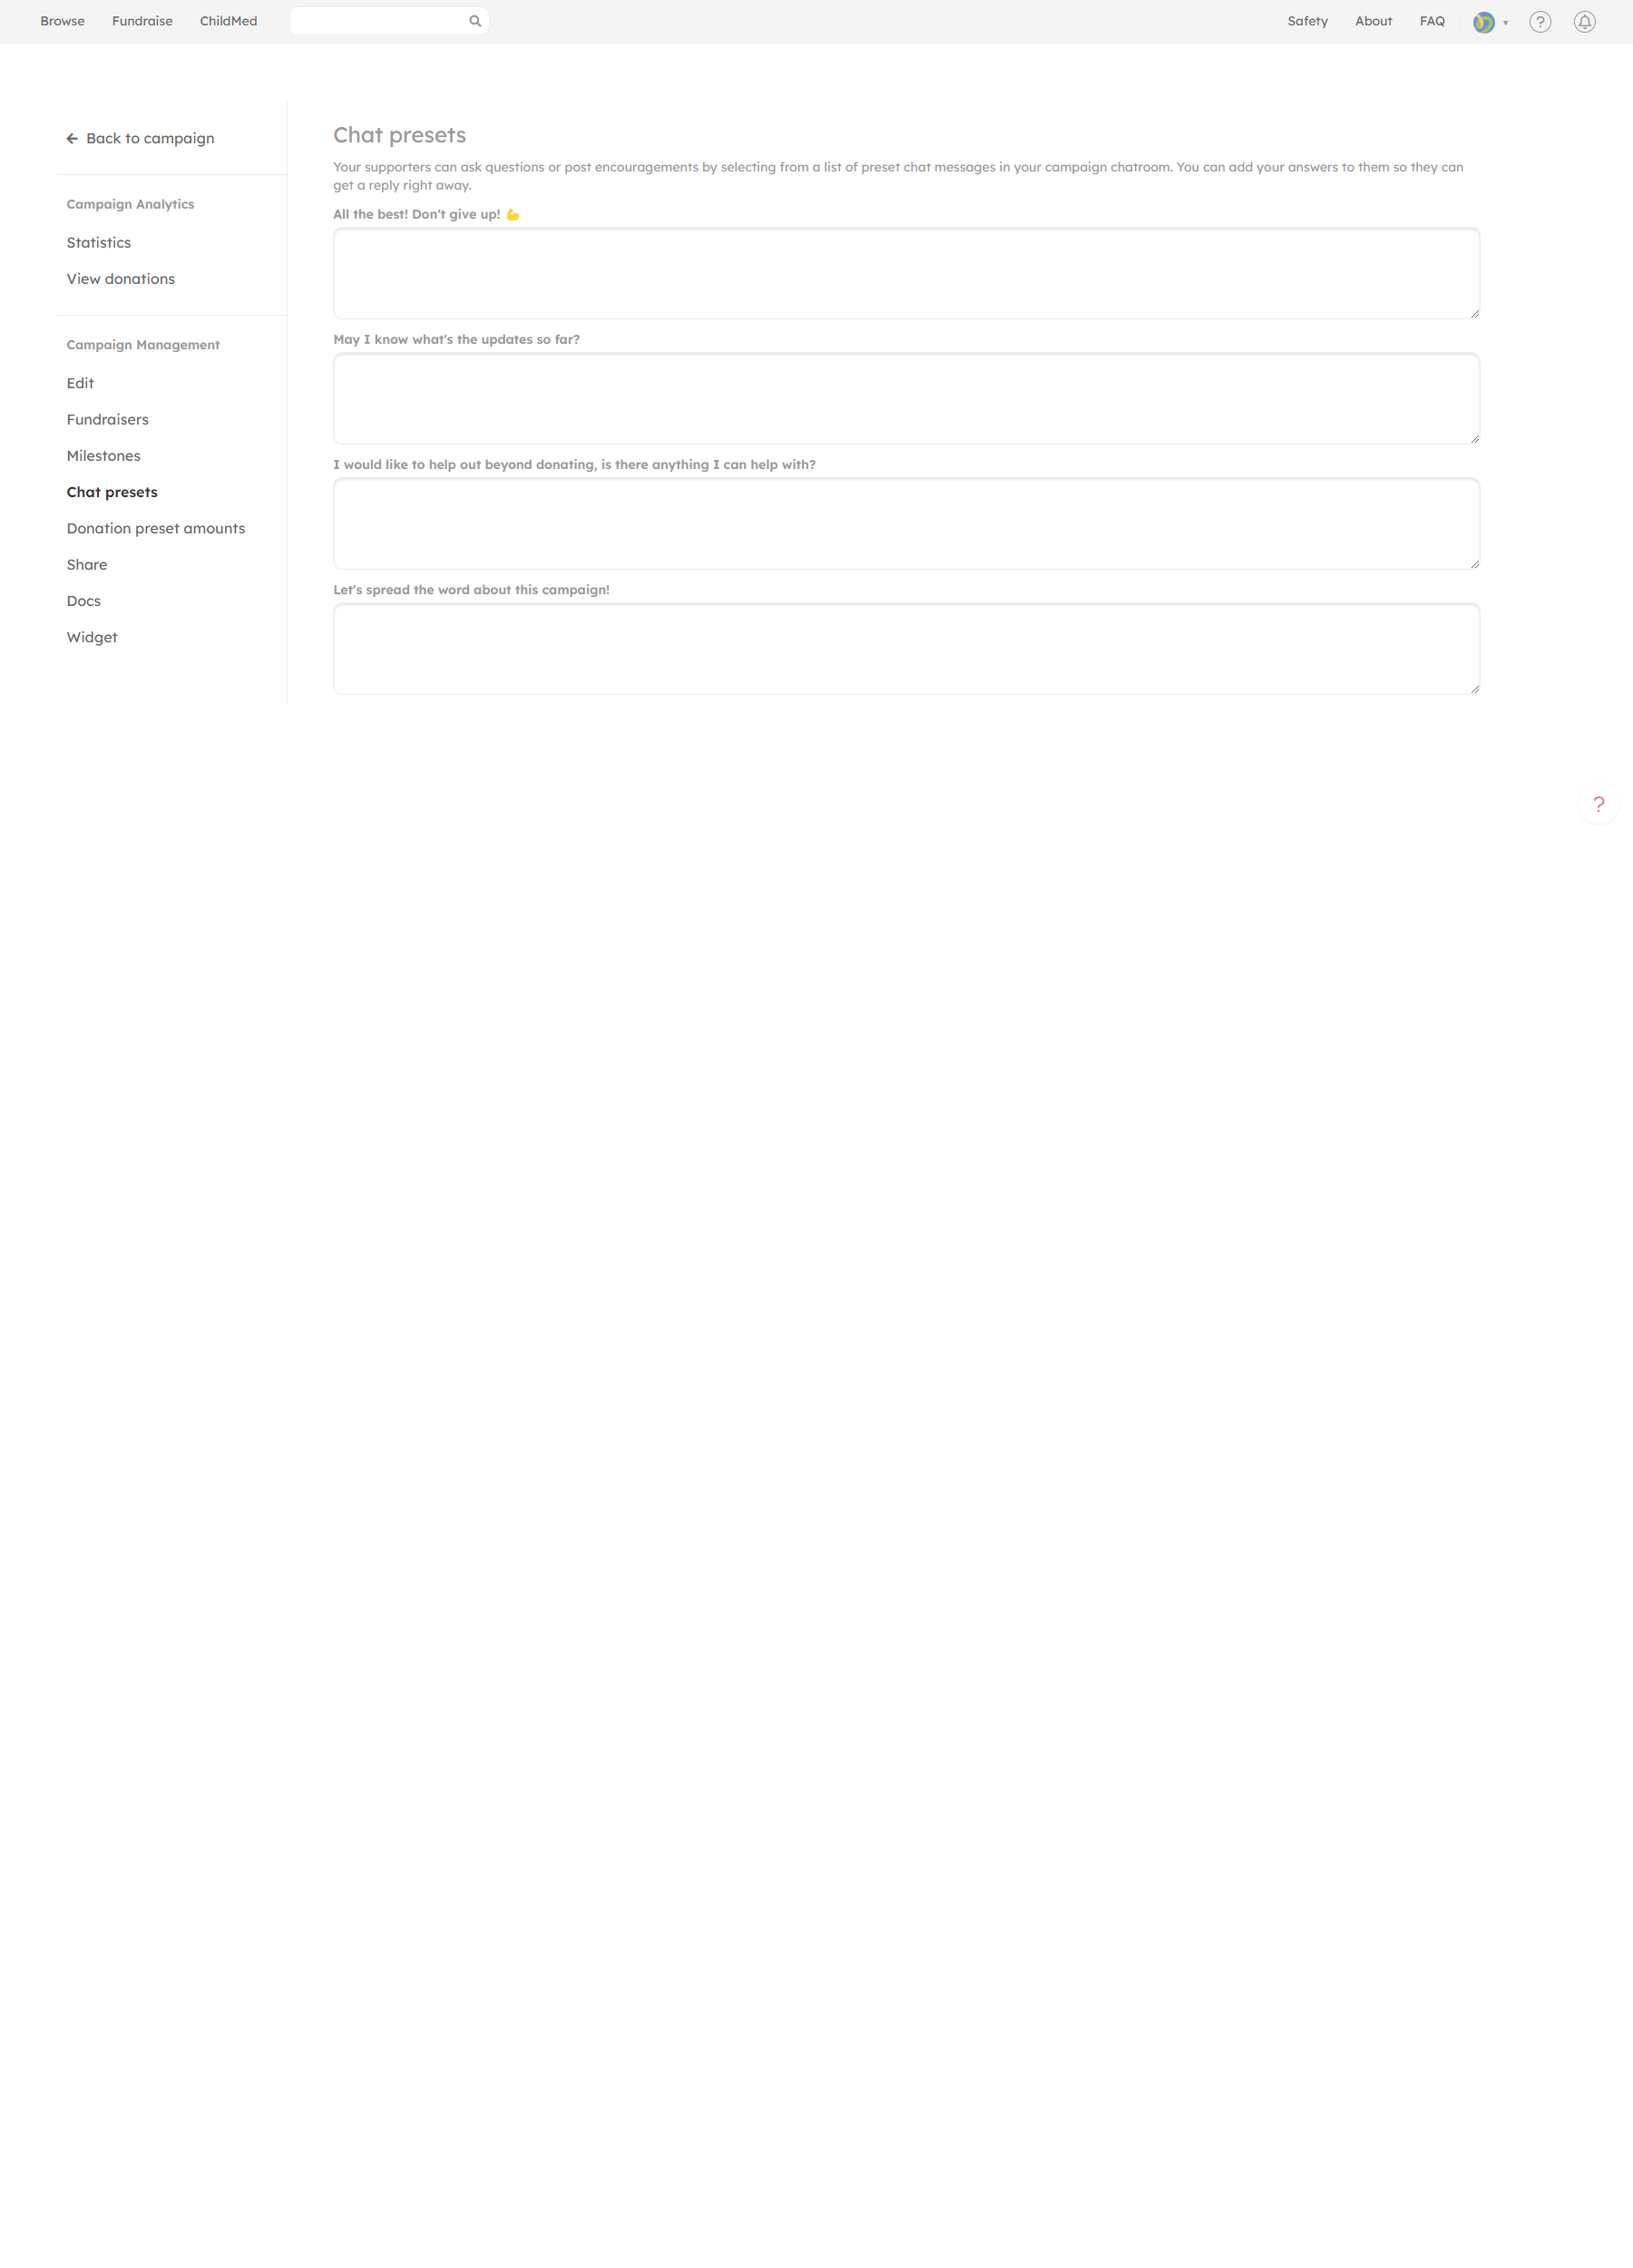 Browse Fundraise ChildMed Safety About FAQ
Back to campaign
Campaign Analytics
Statistics
View donations
Campaign Management
Edit
Fundraisers
Milestones
Chat presets
Donation preset amounts
Share
Docs
Widget
Chat presets
Your supporters can ask questions or post encouragements by selecting from a list of preset chat messages in your campaign chatroom. You can add your answers to them so they can
get a reply right away.
All the best! Don't give up! 💪
May I know what's the updates so far?
I would like to help out beyond donating, is there anything I can help with?
Let's spread the word about this campaign!
?